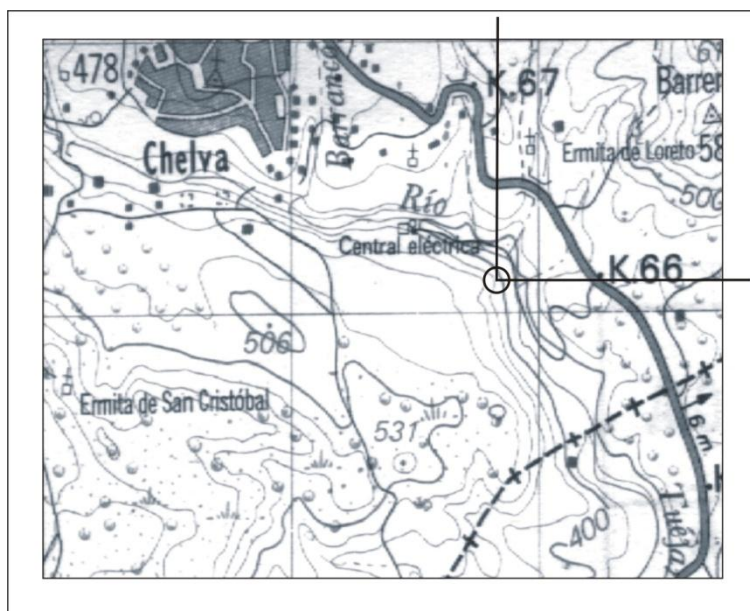 478
K.67
Barren
Barranco
Chelva
Ermita de Loreto 58
500
Río
Central eléctrica
K.66
506
Ermita de San Cristóbal
531
6 m.
400
Tuéjar